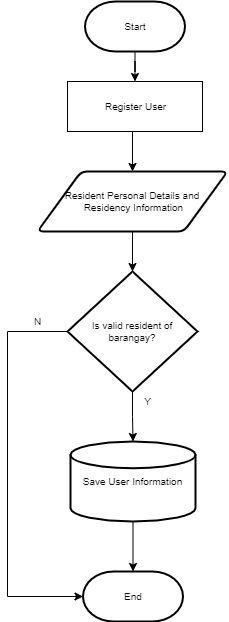 Start
Register User
Resident Personal Details and
Residency Information
Is valid resident of
barangay?
N
Y
Save User Information
End